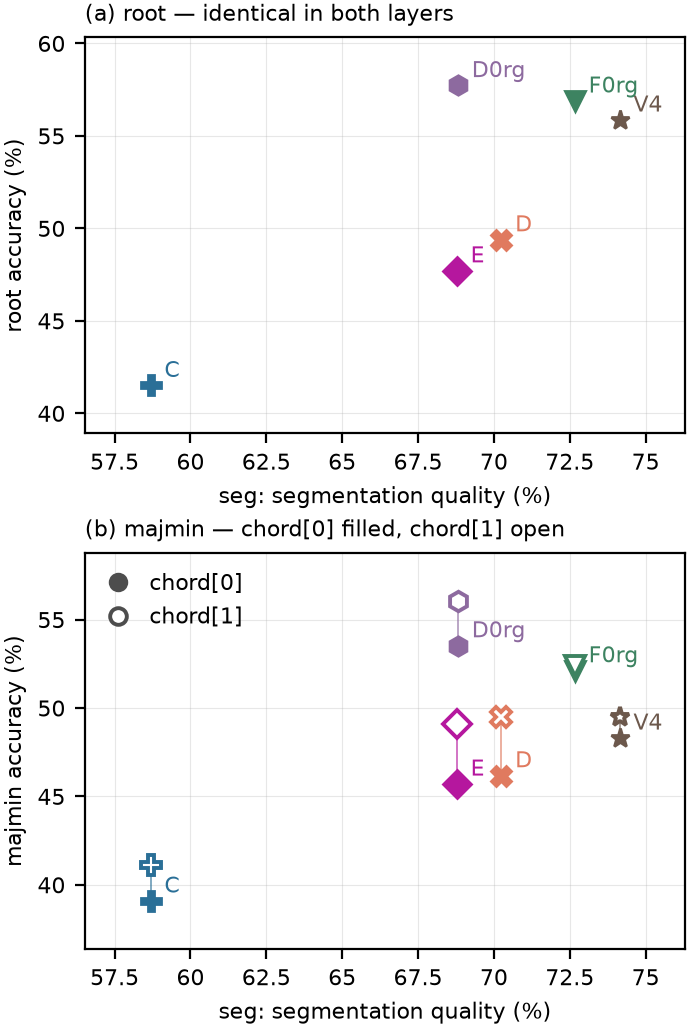 (a) root — identical in both layers
60
55
50
45
40
root accuracy (%)
D0rg
F0rg
V4
D
E
C
57.5 60 62.5 65 67.5 70 72.5 75
seg: segmentation quality (%)
(b) majmin — chord[0] filled, chord[1] open
chord[0]
chord[1]
55
50
45
40
majmin accuracy (%)
D0rg
F0rg
V4
D
E
C
57.5 60 62.5 65 67.5 70 72.5 75
seg: segmentation quality (%)